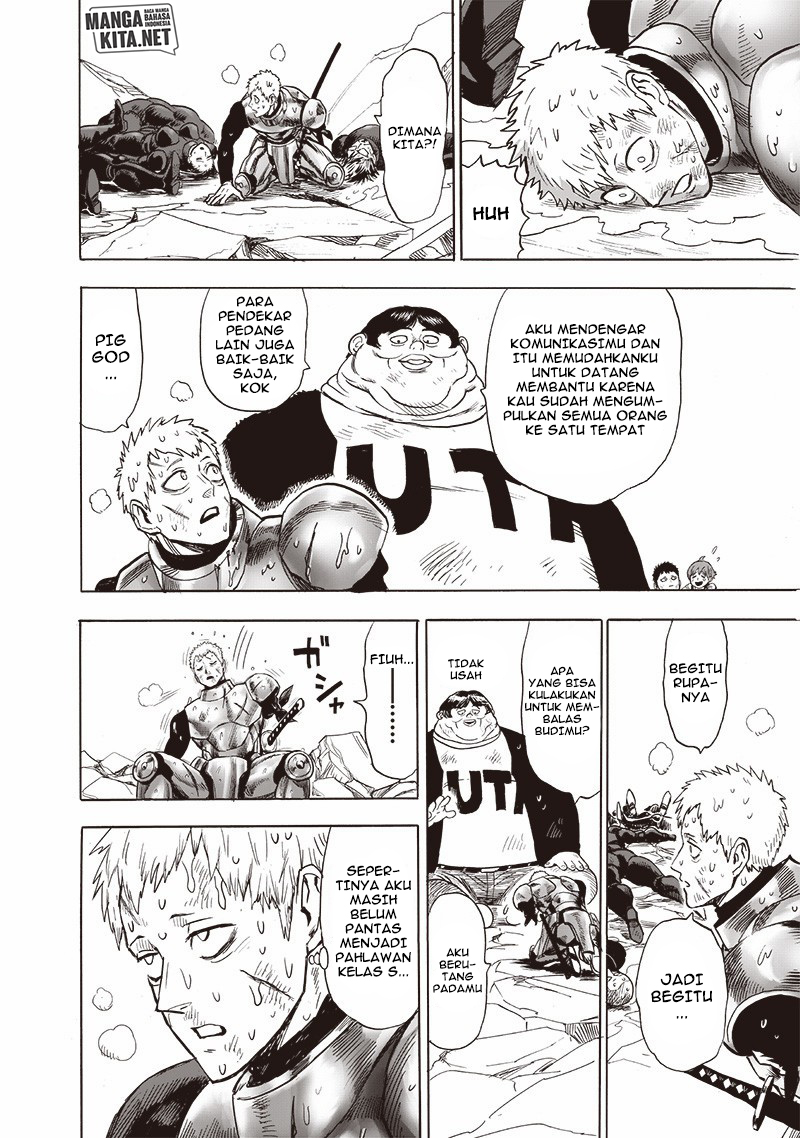 MANGA
BACA MANGA
BAHASA
INDONESIA
KITA.NET
HUH
DIMANA
KITA?!
AKU MENDENGAR
KOMUNIKASIMU DAN
ITU MEMUDAHKANKU
UNTUK DATANG
MEMBANTU KARENA
KAU SUDAH MENGUM-
PULKAN SEMUA ORANG
KE SATU TEMPAT
PARA
PENDEKAR
PEDANG
LAIN JUGA
BAIK-BAIK
SAJA,
KOK
PIG
GOD
...
UTA
BEGITU
RUPA-
NYA
JADI
BEGITU
...
APA
YANG BISA
KULAKUKAN
UNTUK MEM-
BALAS
BUDIMU?
TIDAK
USAH
UTA
AKU
BERU-
TANG
PADAMU
FIUH...
ガシャ
SEPER-
TINYA AKU
MASIH
BELUM
PANTAS
MENJADI
PAHLAWAN
KELAS S...